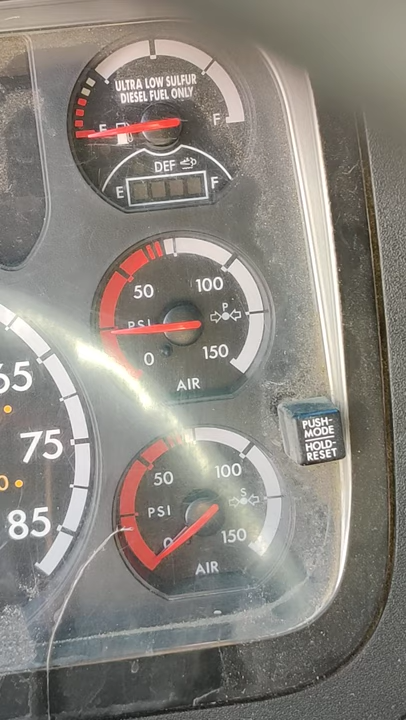 ULTRA LOW SULFUR
DIESEL FUEL ONLY
E F
DEF
E F
50 100
PSI P
0 150
AIR
65
75
85
0
PUSH-
MODE
HOLD-
RESET
50 100
PSI S
0 150
AIR